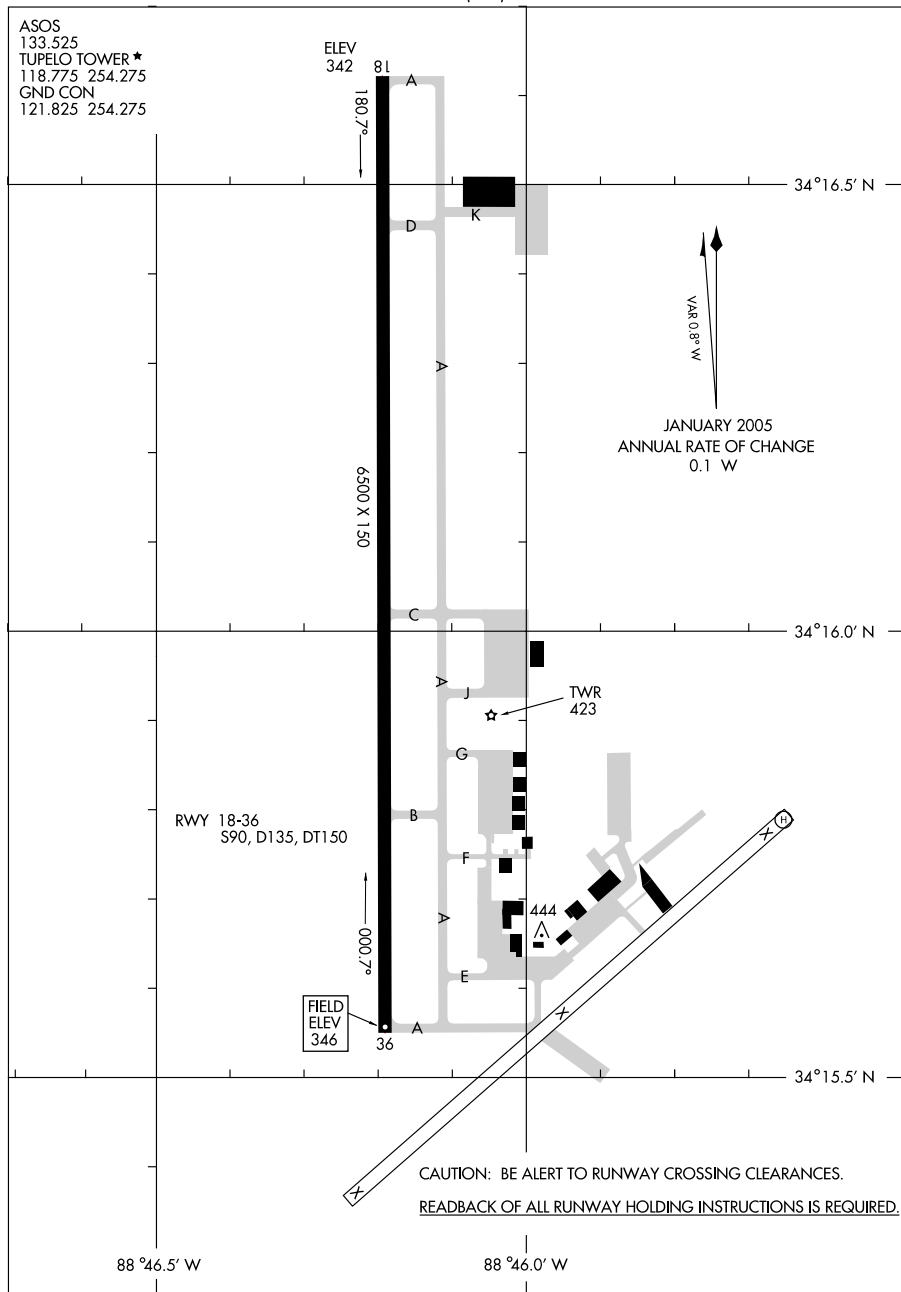 ASOS
133.525
TUPELO TOWER★
118.775 254.275
GND CON
121.825 254.275
ELEV
342
18
A
180.7°
34°16.5' N
K
D
VAR 0.8° W
A
JANUARY 2005
ANNUAL RATE OF CHANGE
0.1 W
6500 X 150
C
34°16.0' N
A
J
TWR
423
G
RWY 18-36
S90, D135, DT150
B
H
X
F
444
A
000.7°
E
X
FIELD
ELEV
346
A
36
34°15.5' N
CAUTION: BE ALERT TO RUNWAY CROSSING CLEARANCES.
X
READBACK OF ALL RUNWAY HOLDING INSTRUCTIONS IS REQUIRED.
88°46.5' W
88°46.0' W